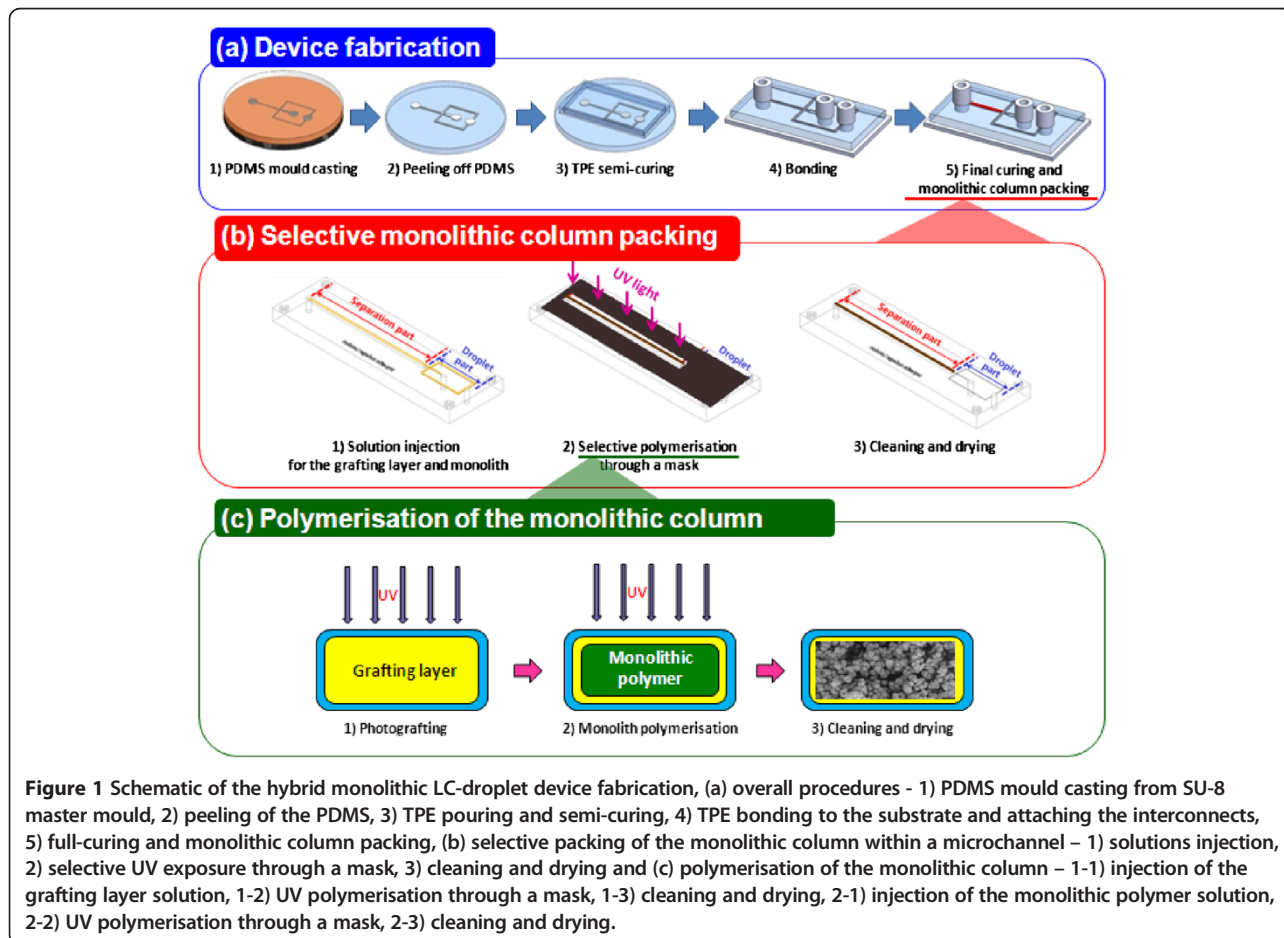 (a) Device fabrication
1) PDMS mould casting
2) Peeling off PDMS
3) TPE semi-curing
4) Bonding
5) Final curing and
monolithic column packing
(b) Selective monolithic column packing
Separation part
Droplet
part
UV light
Droplet
Separation part
Droplet
part
1) Solution injection
for the grafting layer and monolith
2) Selective polymerisation
through a mask
3) Cleaning and drying
(c) Polymerisation of the monolithic column
UV
UV
Grafting layer
Monolithic
polymer
1) Photografting
2) Monolith polymerisation
3) Cleaning and drying
Figure 1 Schematic of the hybrid monolithic LC-droplet device fabrication, (a) overall procedures - 1) PDMS mould casting from SU-8
master mould, 2) peeling of the PDMS, 3) TPE pouring and semi-curing, 4) TPE bonding to the substrate and attaching the interconnects,
5) full-curing and monolithic column packing, (b) selective packing of the monolithic column within a microchannel – 1) solutions injection,
2) selective UV exposure through a mask, 3) cleaning and drying and (c) polymerisation of the monolithic column – 1-1) injection of the
grafting layer solution, 1-2) UV polymerisation through a mask, 1-3) cleaning and drying, 2-1) injection of the monolithic polymer solution,
2-2) UV polymerisation through a mask, 2-3) cleaning and drying.